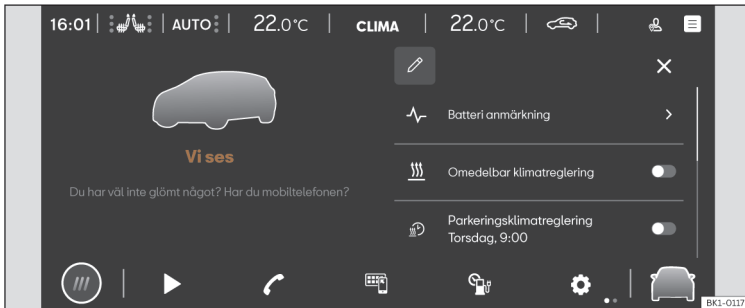 16:01 AUTO 22.0°C CLIMA 22.0°C
Batteri anmärkning
Vi ses
Omedelbar klimatreglering
Du har väl inte glömt något? Har du mobiltelefonen?
Parkeringsklimatreglering
Torsdag, 9:00
BK1-0117